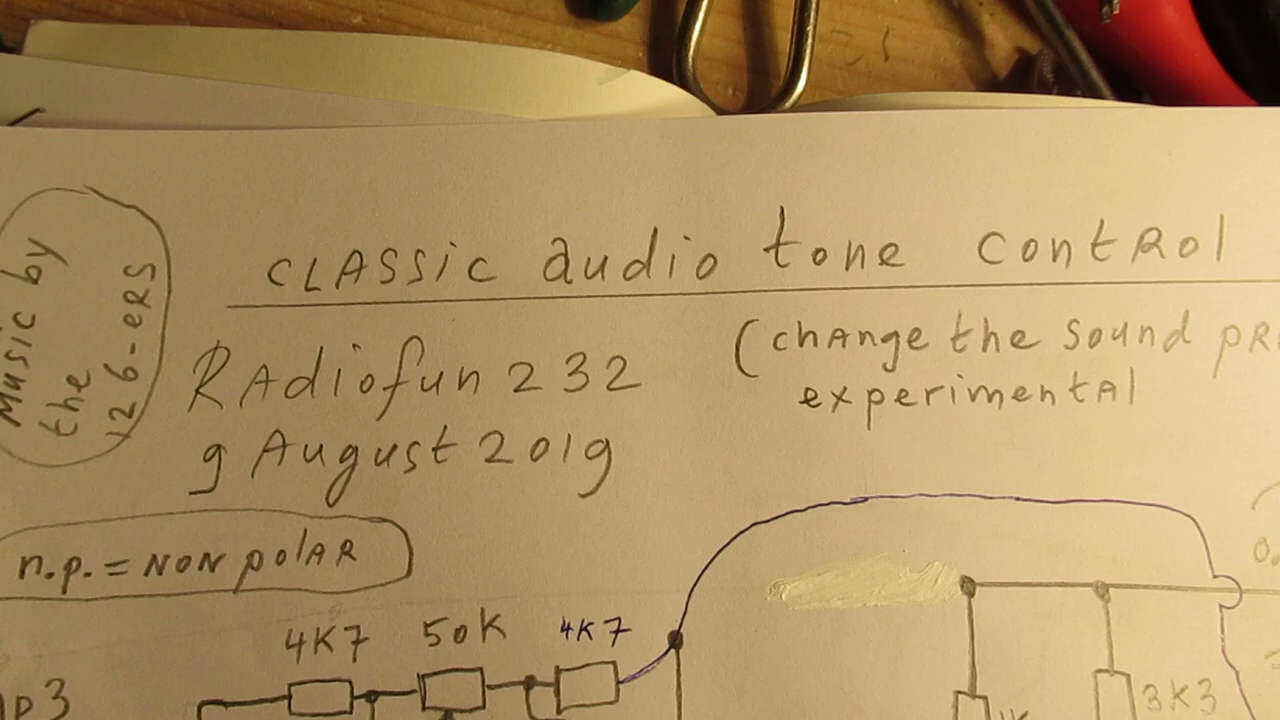 CLASSiC audio tone control
RAdiofun 232
(chAnge the sound
experimentAl
9 August 2019
Music by
the
126-eRS
n.p. = NON polAR
4K7
50K
4K7
3K3